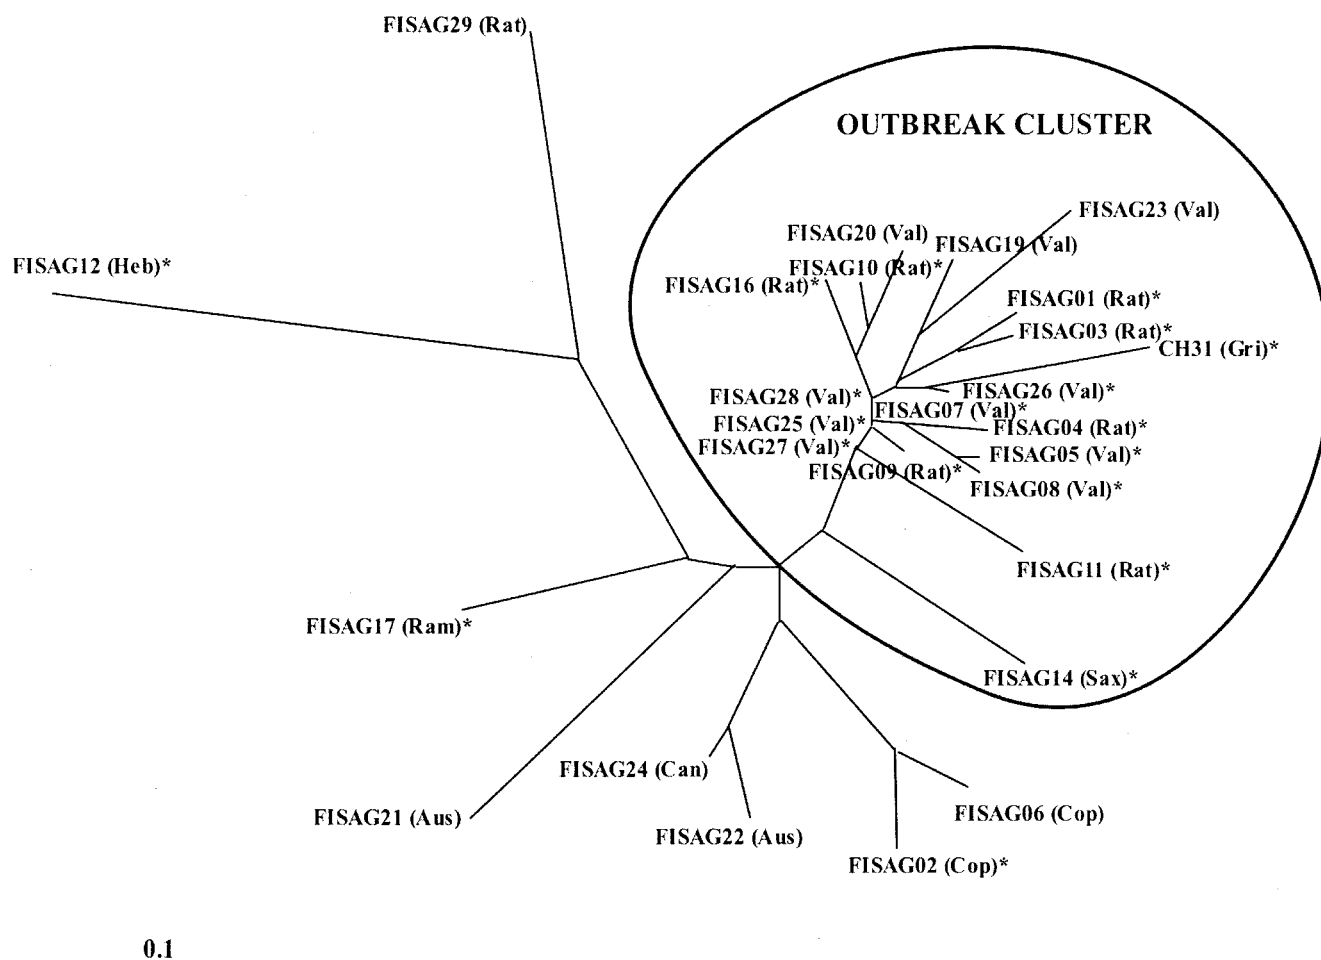 FISAG29 (Rat)
OUTBREAK CLUSTER
FISAG23 (Val)
FISAG20 (Val)
FISAG19 (Val)
FISAG12 (Heb)*
FISAG10 (Rat)*
FISAG16 (Rat)*
FISAG01 (Rat)*
FISAG03 (Rat)*
CH31 (Gri)*
FISAG28 (Val)*
FISAG26 (Val)*
FISAG07 (Val)*
FISAG25 (Val)*
FISAG04 (Rat)*
FISAG27 (Val)*
FISAG05 (Val)*
FISAG09 (Rat)*
FISAG08 (Val)*
FISAG11 (Rat)*
FISAG17 (Ram)*
FISAG14 (Sax)*
FISAG24 (Can)
FISAG21 (Aus)
FISAG06 (Cop)
FISAG22 (Aus)
FISAG02 (Cop)*
0.1